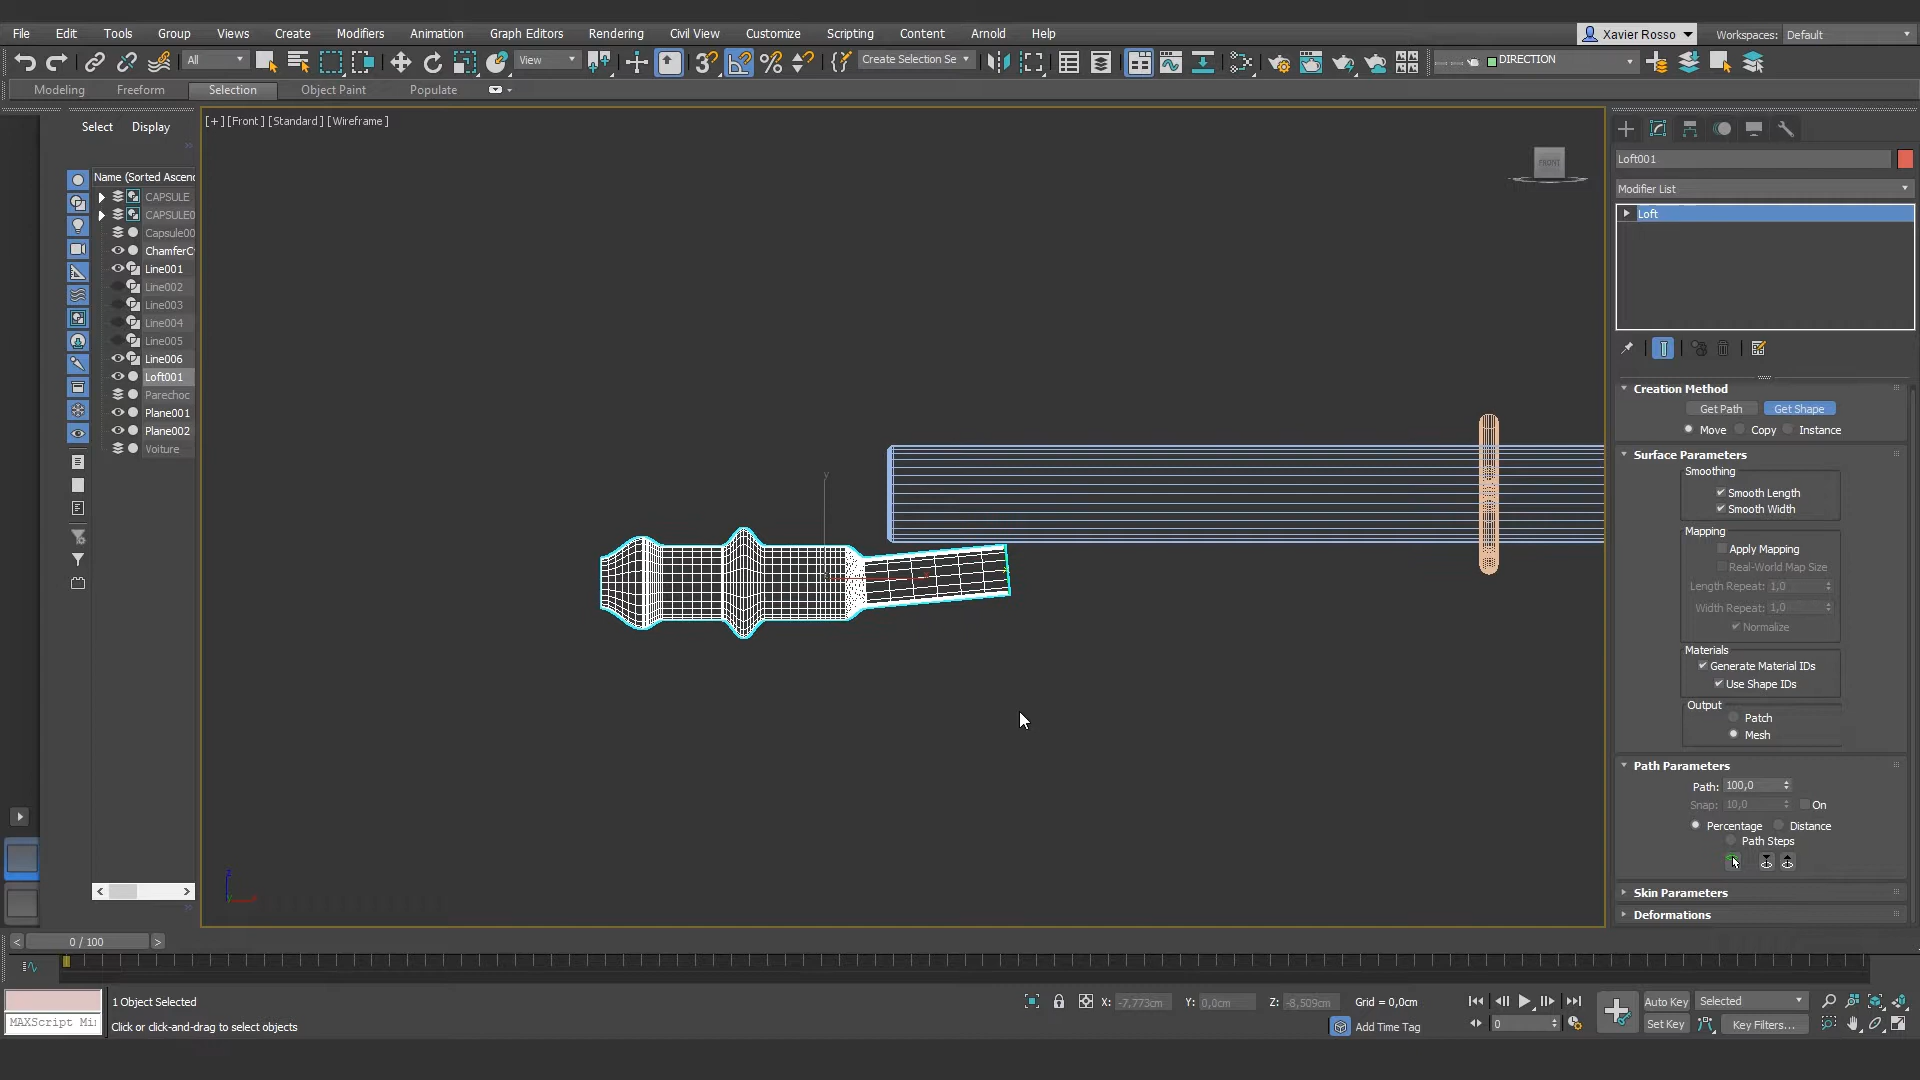 File Edit Tools Group Views Create Modifiers Animation Graph Editors Rendering Civil View Customize Scripting Content Arnold Help
Xavier Rosso Workspaces: Default
All View Create Selection Se DIRECTION
Modeling Freeform Selection Object Paint Populate
Select Display
[+] [Front] [Standard] [Wireframe]
FRONT
Name (Sorted Ascend
CAPSULE
CAPSULE0
Capsule00
ChamferC
Line001
Line002
Line003
Line004
Line005
Line006
Loft001
Parechoc
Plane001
Plane002
Voiture
y
Loft001
Modifier List
Loft
Creation Method
Get Path Get Shape
Move Copy Instance
Surface Parameters
Smoothing
Smooth Length
Smooth Width
Mapping
Apply Mapping
Real-World Map Size
Length Repeat: 1,0
Width Repeat: 1,0
Normalize
Materials
Generate Material IDs
Use Shape IDs
Output
Patch
Mesh
Path Parameters
Path: 100,0
Snap: 10,0 On
Percentage Distance
Path Steps
Skin Parameters
Deformations
0 / 100
1 Object Selected
X: -7,773cm Y: 0,0cm Z: -8,509cm Grid = 0,0cm
Auto Key Selected
MAXScript Mi
Click or click-and-drag to select objects
Add Time Tag
0
Set Key Key Filters...